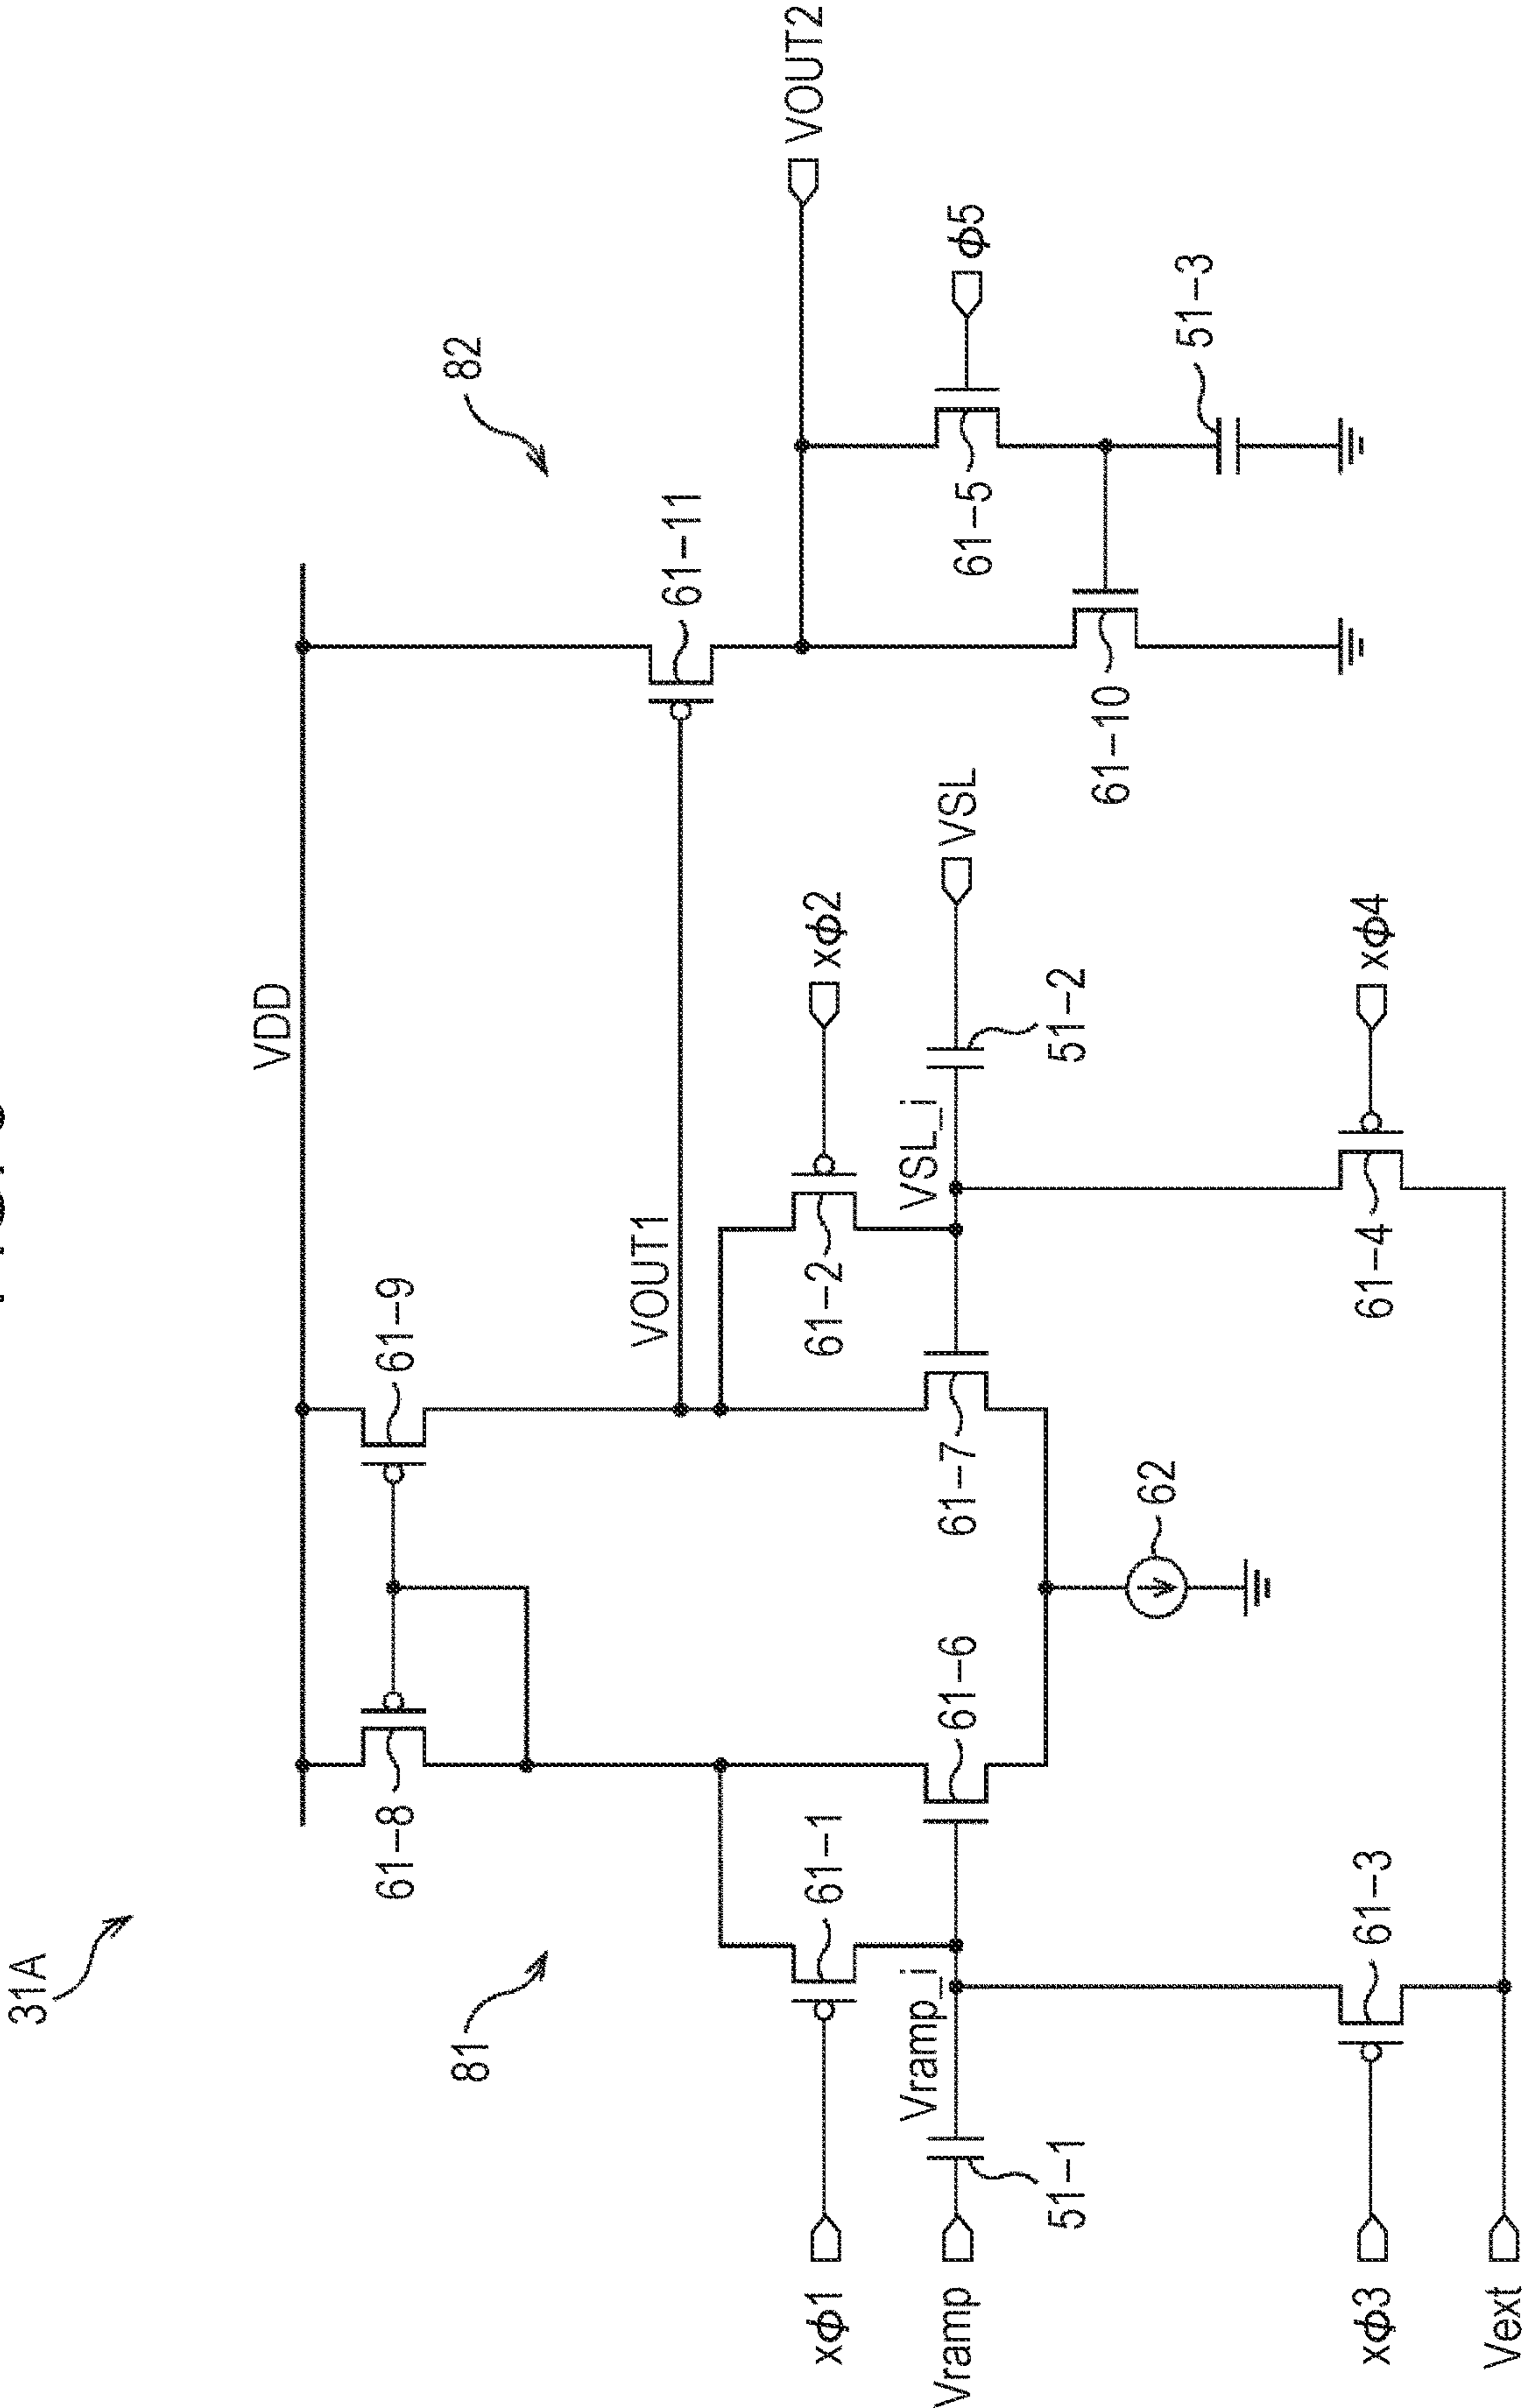 31A
VDD
82
81
61-8
61-9
61-11
VOUT1
VOUT2
xφ1
61-1
61-2
xφ2
61-5
φ5
Vramp
51-1
Vramp_i
61-6
61-7
VSL_i
51-2
VSL
61-10
51-3
62
xφ3
61-3
61-4
xφ4
Vext